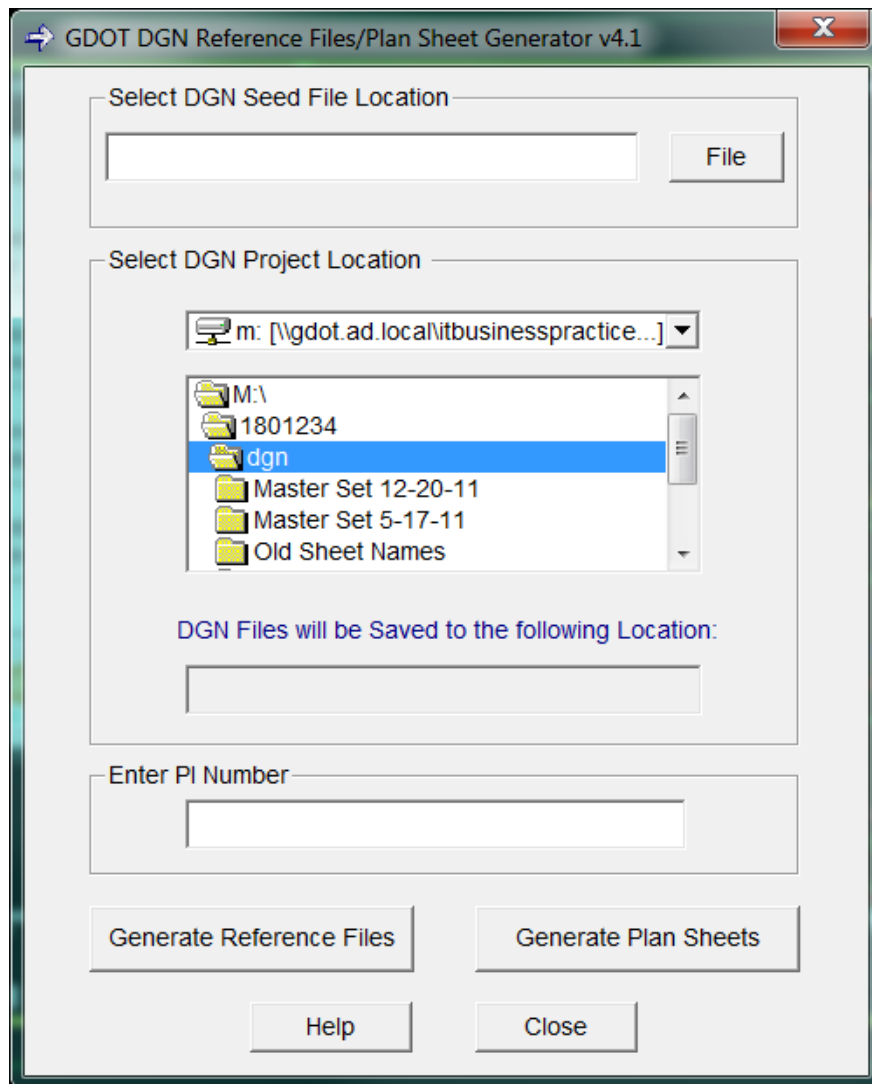 GDOT DGN Reference Files/Plan Sheet Generator v4.1
Select DGN Seed File Location
File
Select DGN Project Location
m: [\\gdot.ad.local\itbusinesspractice...]
M:\
1801234
dgn
Master Set 12-20-11
Master Set 5-17-11
Old Sheet Names
DGN Files will be Saved to the following Location:
Enter PI Number
Generate Reference Files
Generate Plan Sheets
Help
Close